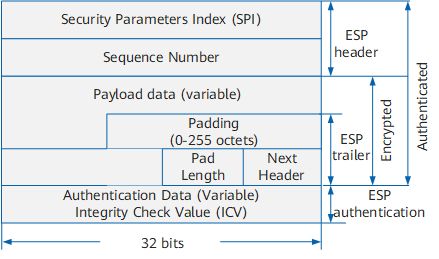 Security Parameters Index (SPI)
Sequence Number
ESP
header
Payload data (variable)
Padding
(0-255 octets)
Pad
Length
Next
Header
ESP
trailer
Encrypted
Authenticated
Authentication Data (Variable)
Integrity Check Value (ICV)
ESP
authentication
32 bits